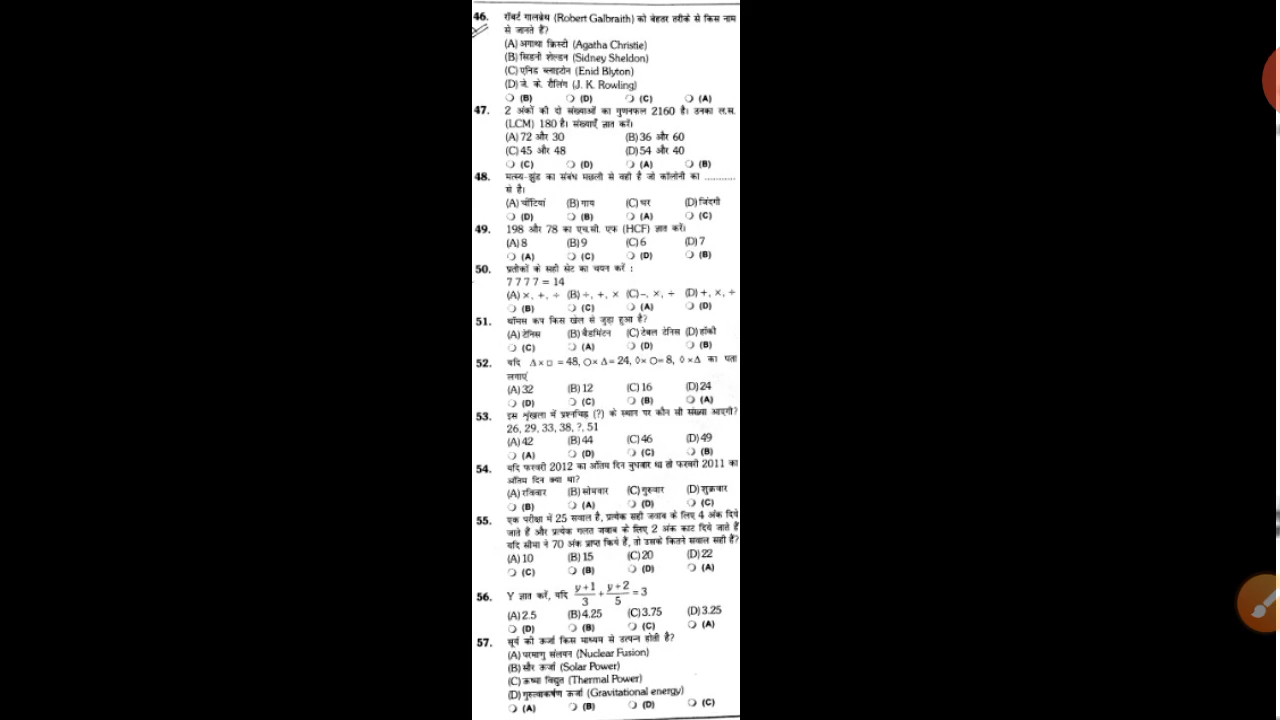 46. रॉबर्ट गालब्रेथ (Robert Galbraith) को बेहतर तरीके से किस नाम
से जानते हैं?
(A) अगाथा क्रिस्टी (Agatha Christie)
(B) सिडनी शेल्डन (Sidney Sheldon)
(C) एनिड ब्लाइटोन (Enid Blyton)
(D) जे. के. रौलिंग (J. K. Rowling)
(B) (D) (C) (A)
47. 2 अंकों की दो संख्याओं का गुणनफल 2160 है। उनका ल.स.
(LCM) 180 है। संख्याएँ ज्ञात करें।
(A) 72 और 30 (B) 36 और 60
(C) 45 और 48 (D) 54 और 40
(C) (D) (A) (B)
48. मत्स्य-झुंड का संबंध मछली से वही है जो कॉलोनी का ............
से है।
(A) चींटियां (B) गाय (C) घर (D) जिंदगी
(D) (B) (A) (C)
49. 198 और 78 का एच.सी. एफ (HCF) ज्ञात करें।
(A) 8 (B) 9 (C) 6 (D) 7
(A) (C) (D) (B)
50. प्रतीकों के सही सेट का चयन करें :
7 7 7 7 = 14
(A) ×, +, ÷ (B) ÷, +, × (C) –, ×, ÷ (D) +, ×, ÷
(B) (C) (A) (D)
51. थॉमस कप किस खेल से जुड़ा हुआ है?
(A) टेनिस (B) बैडमिंटन (C) टेबल टेनिस (D) हॉकी
(C) (A) (D) (B)
52. यदि Δ × □ = 48, ○ × Δ = 24, ◊ × ○ = 8, ◊ × Δ का पता
लगाएं
(A) 32 (B) 12 (C) 16 (D) 24
(D) (C) (B) (A)
53. इस शृंखला में प्रश्नचिह्न (?) के स्थान पर कौन सी संख्या आएगी?
26, 29, 33, 38, ?, 51
(A) 42 (B) 44 (C) 46 (D) 49
(A) (D) (C) (B)
54. यदि फरवरी 2012 का अंतिम दिन बुधवार था तो फरवरी 2011 का
अंतिम दिन क्या था?
(A) रविवार (B) सोमवार (C) गुरुवार (D) शुक्रवार
(B) (A) (D) (C)
55. एक परीक्षा में 25 सवाल है, प्रत्येक सही जवाब के लिए 4 अंक दिये
जाते हैं और प्रत्येक गलत जवाब के लिए 2 अंक काट दिये जाते हैं
यदि सीमा ने 70 अंक प्राप्त किये हैं, तो उसके कितने सवाल सही हैं?
(A) 10 (B) 15 (C) 20 (D) 22
(C) (B) (D) (A)
56. Y ज्ञात करें, यदि y+1/3 + y+2/5 = 3
(A) 2.5 (B) 4.25 (C) 3.75 (D) 3.25
(D) (B) (C) (A)
57. सूर्य की ऊर्जा किस माध्यम से उत्पन्न होती है?
(A) परमाणु संलयन (Nuclear Fusion)
(B) सौर ऊर्जा (Solar Power)
(C) ऊष्मा विद्युत (Thermal Power)
(D) गुरुत्वाकर्षण ऊर्जा (Gravitational energy)
(A) (B) (D) (C)